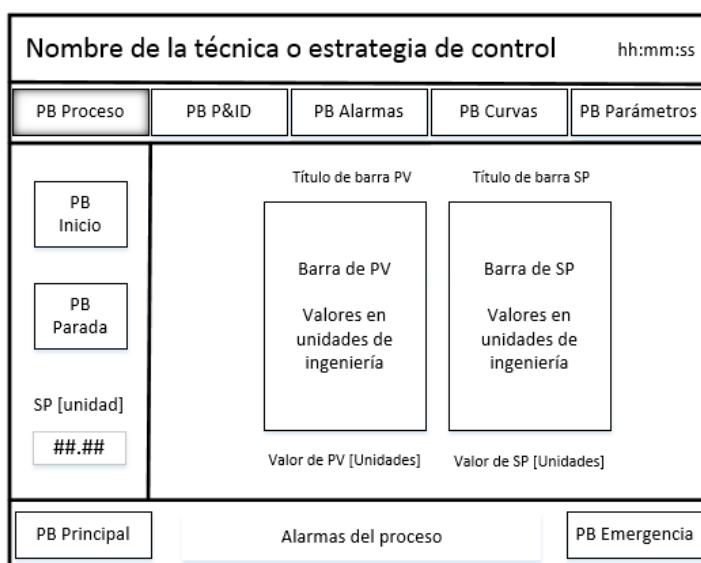 Nombre de la técnica o estrategia de control
hh:mm:ss
PB Proceso
PB P&ID
PB Alarmas
PB Curvas
PB Parámetros
PB
Inicio
PB
Parada
SP [unidad]
##.##
Título de barra PV
Título de barra SP
Barra de PV
Valores en
unidades de
ingeniería
Barra de SP
Valores en
unidades de
ingeniería
Valor de PV [Unidades]
Valor de SP [Unidades]
PB Principal
Alarmas del proceso
PB Emergencia